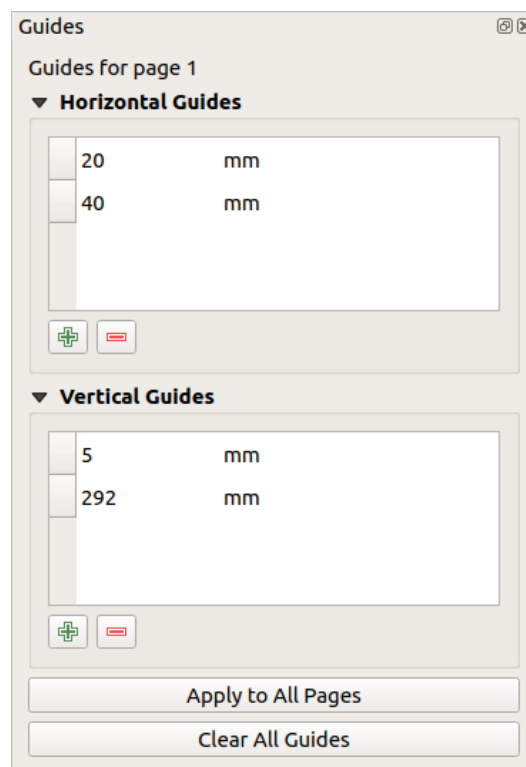 Guides
Guides for page 1
Horizontal Guides
20 mm
40 mm
Vertical Guides
5 mm
292 mm
Apply to All Pages
Clear All Guides